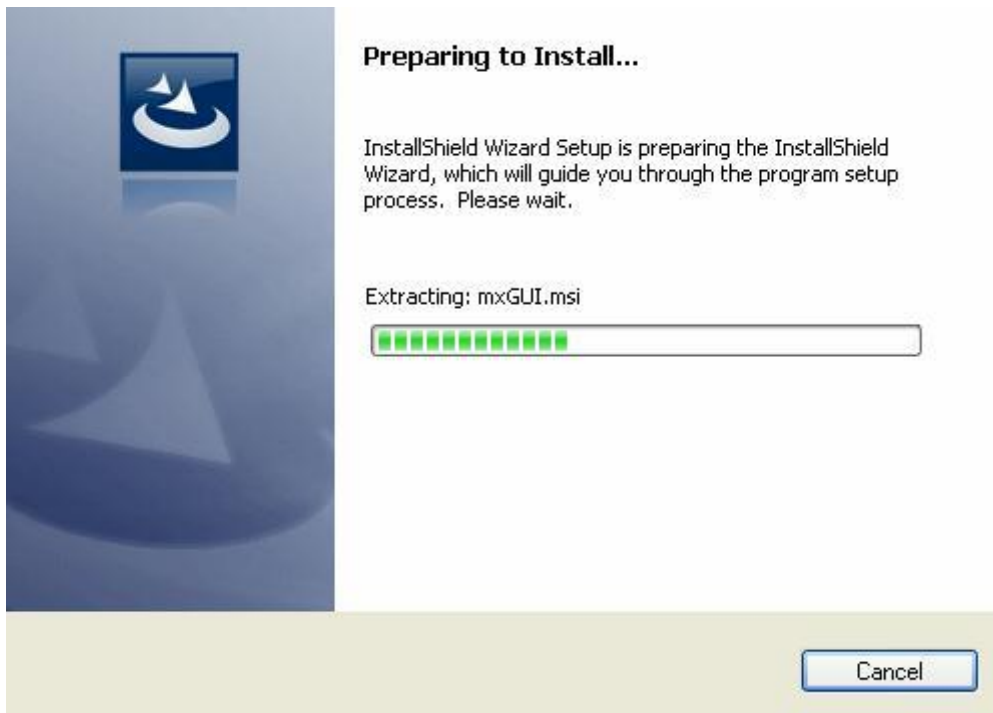 Preparing to Install...
InstallShield Wizard Setup is preparing the InstallShield
Wizard, which will guide you through the program setup
process.  Please wait.
Extracting: mxGUI.msi
Cancel